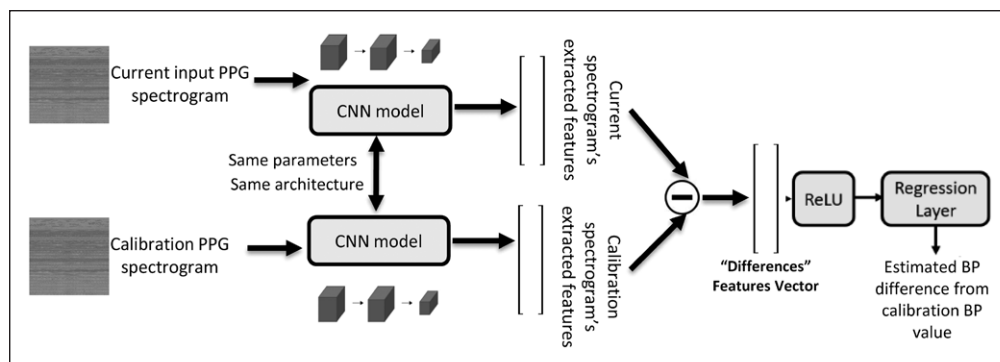 Current input PPG
spectrogram
CNN model
Same parameters
Same architecture
Calibration PPG
spectrogram
CNN model
Current
spectrogram's
extracted features
Calibration
spectrogram's
extracted features
“Differences”
Features Vector
ReLU
Regression
Layer
Estimated BP
difference from
calibration BP
value